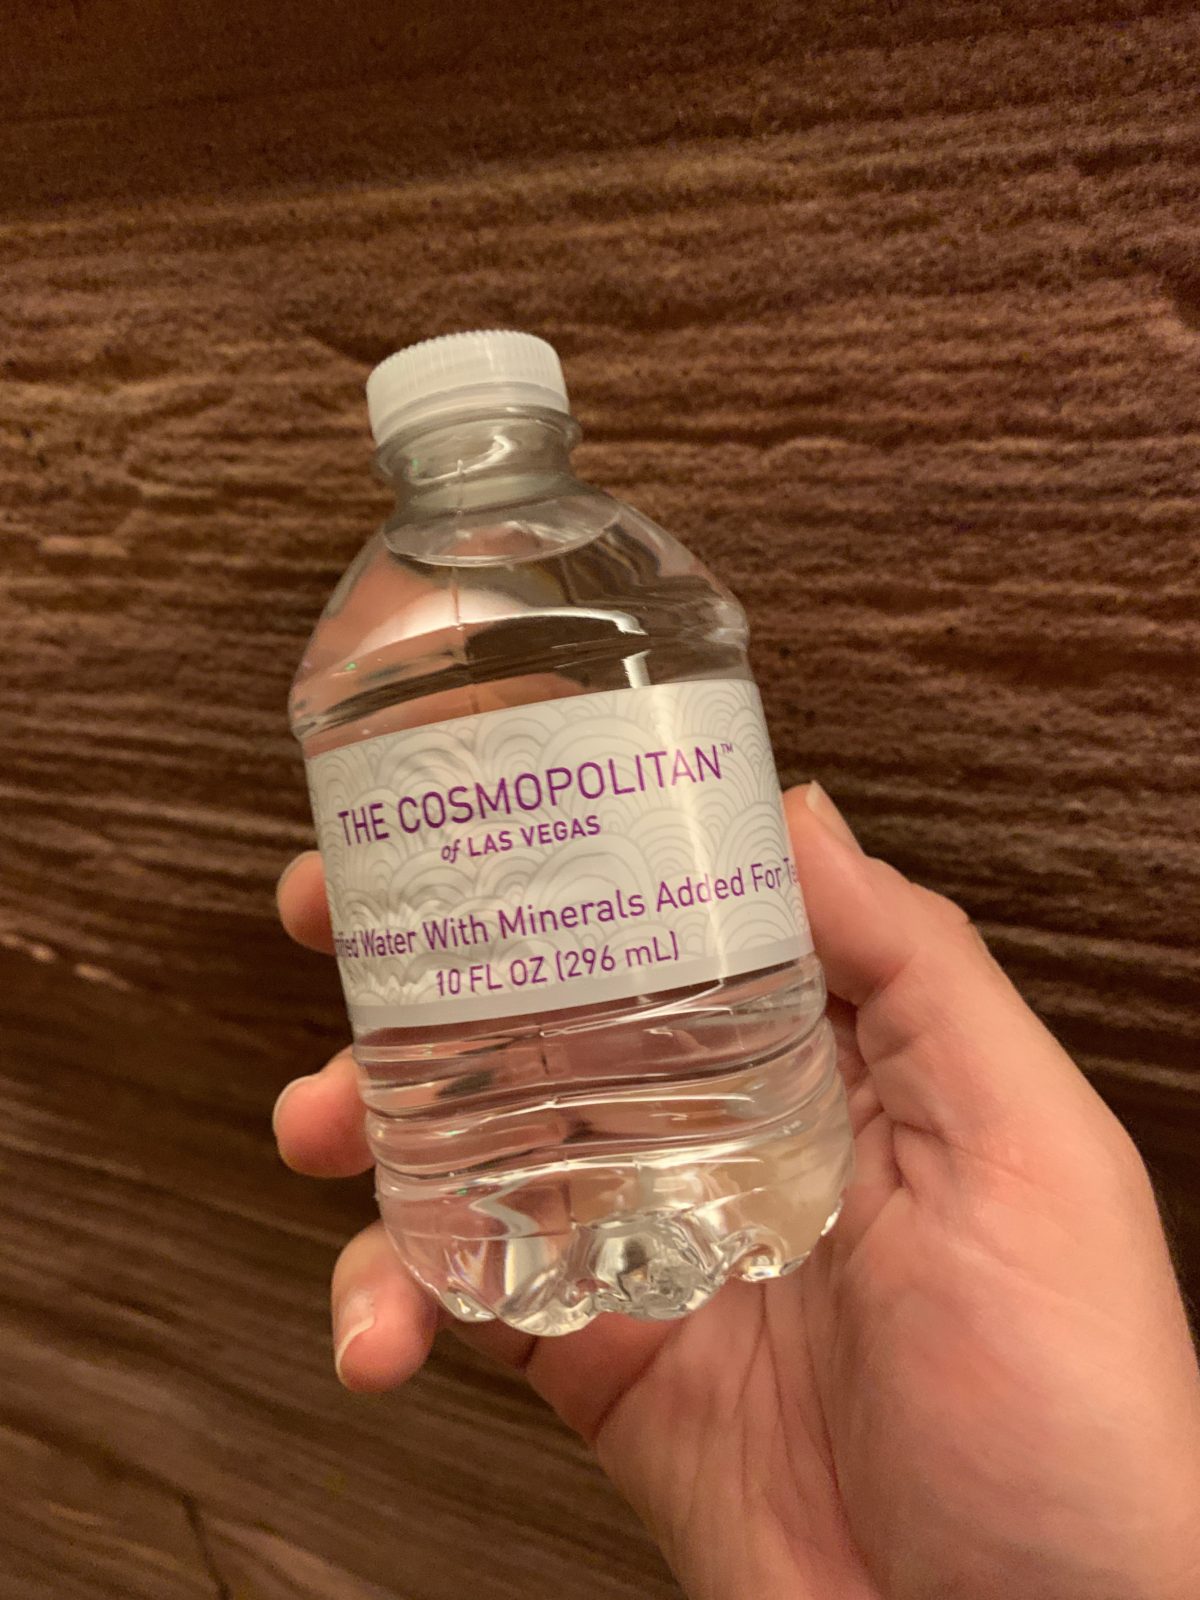 THE COSMOPOLITAN™
of LAS VEGAS
Water With Minerals Added For
10 FL OZ (296 mL)